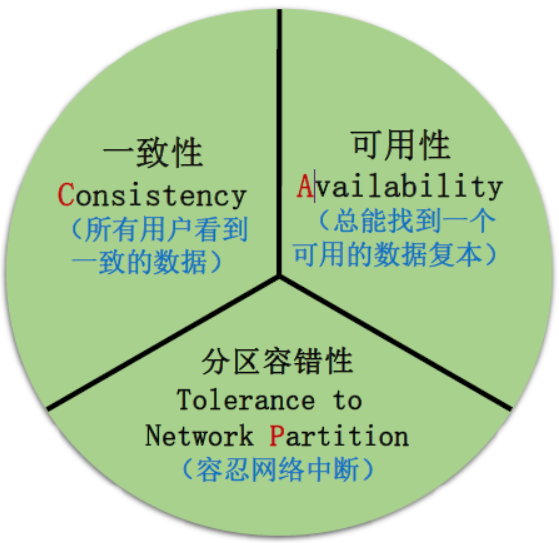 一致性
Consistency
（所有用户看到
一致的数据）
可用性
Availability
（总能找到一个
可用的数据复本）
分区容错性
Tolerance to
Network Partition
（容忍网络中断）